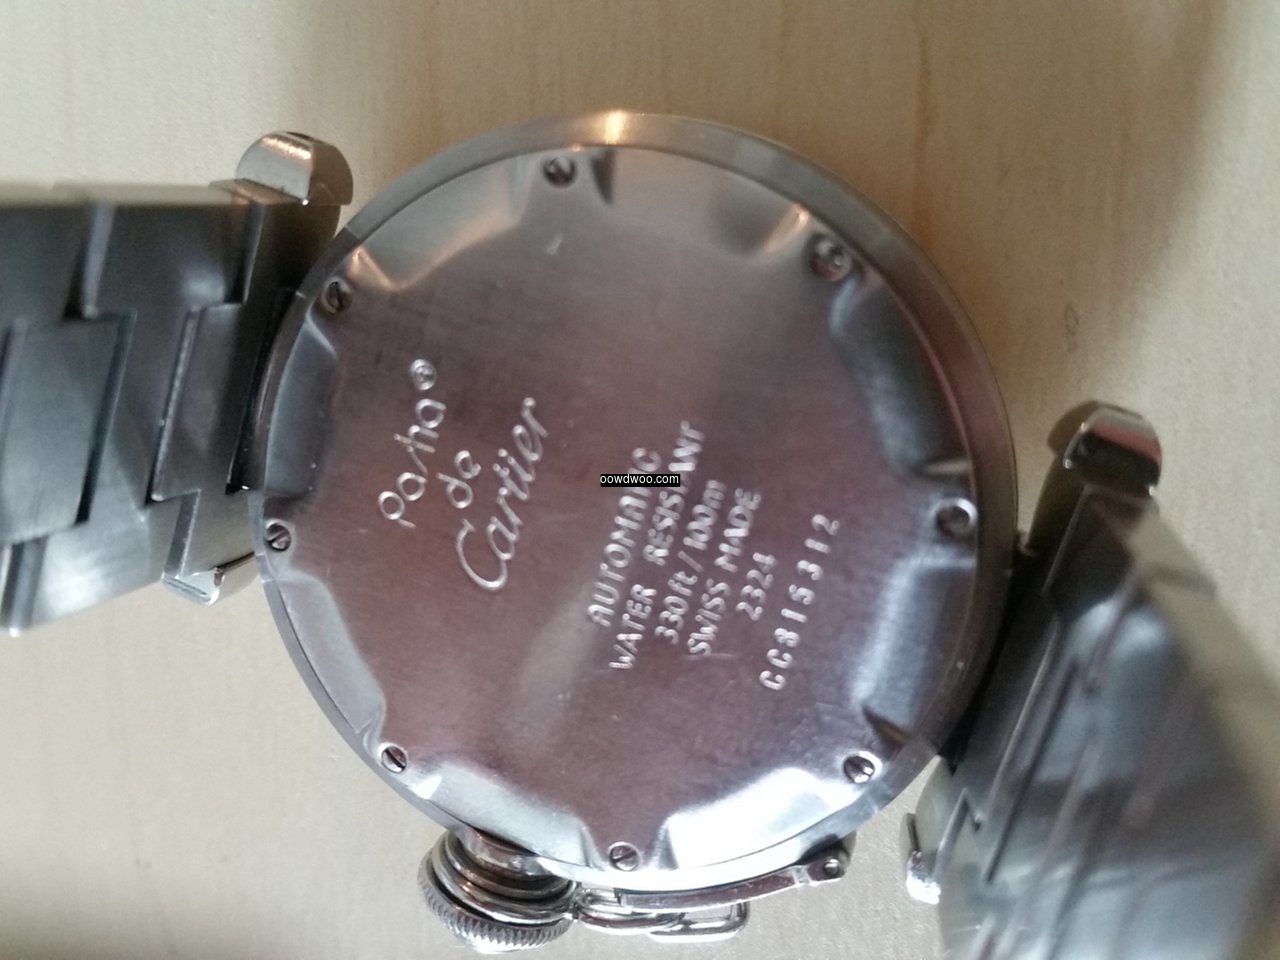 Pasha®
de
Cartier
AUTOMATIC
WATER RESISTANT
330ft/100m
SWISS MADE
2324
CC815312
oowdwoo.com